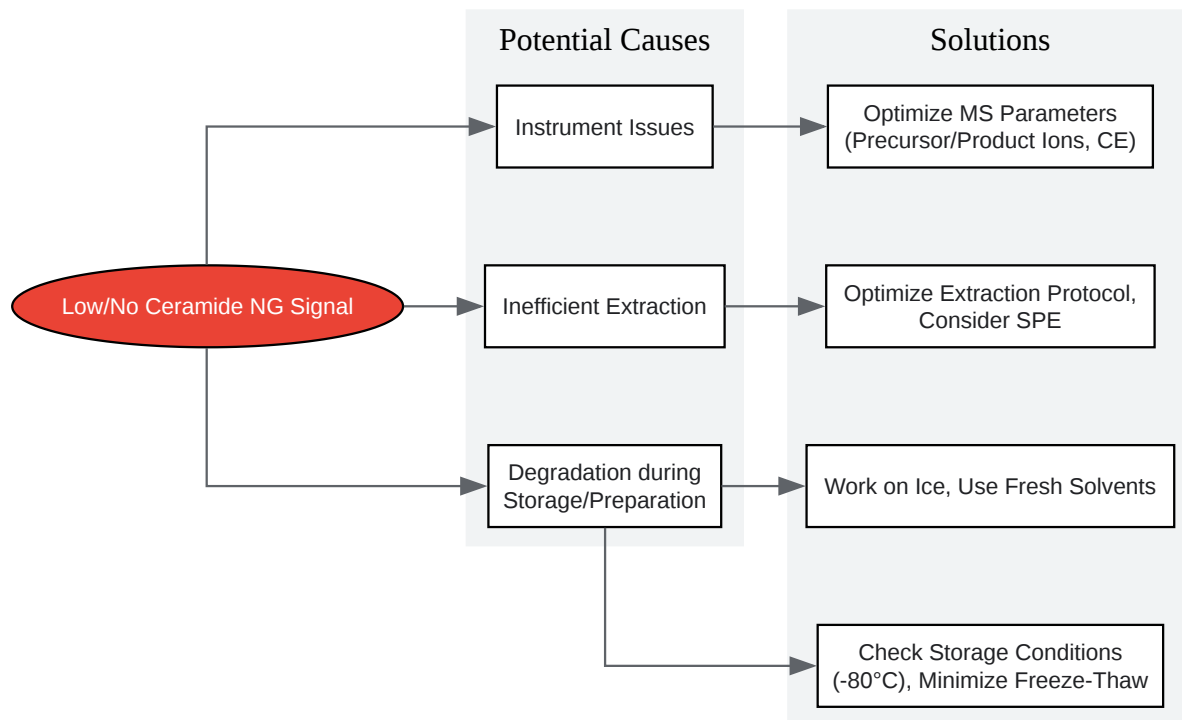 Potential Causes
Solutions
Instrument Issues
Optimize MS Parameters
(Precursor/Product Ions, CE)
Low/No Ceramide NG Signal
Inefficient Extraction
Optimize Extraction Protocol,
Consider SPE
Degradation during
Storage/Preparation
Work on Ice, Use Fresh Solvents
Check Storage Conditions
(-80°C), Minimize Freeze-Thaw